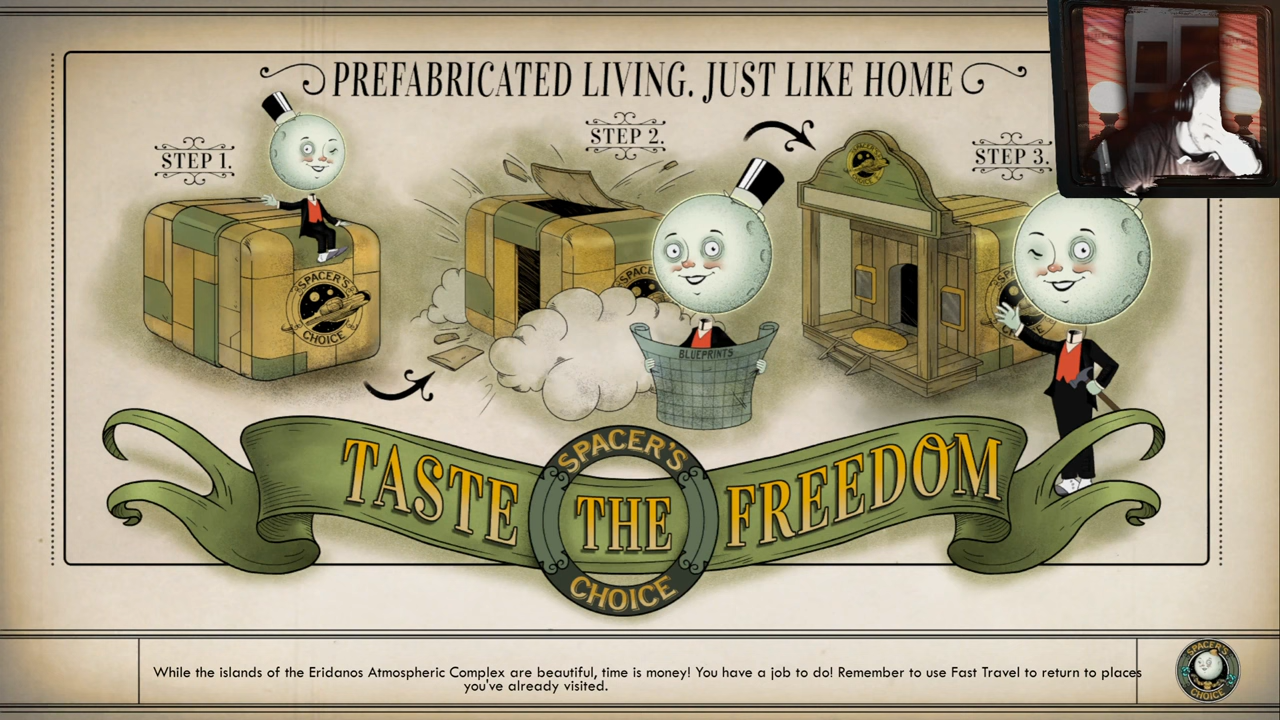 PREFABRICATED LIVING. JUST LIKE HOME
STEP 1.
STEP 2.
STEP 3.
SPACER'S
CHOICE
SPACER'S
BLUEPRINTS
SPACER'S
CHOICE
TASTE THE FREEDOM
SPACER'S
CHOICE
While the islands of the Eridanos Atmospheric Complex are beautiful, time is money! You have a job to do! Remember to use Fast Travel to return to places
you've already visited.
SPACER'S
CHOICE